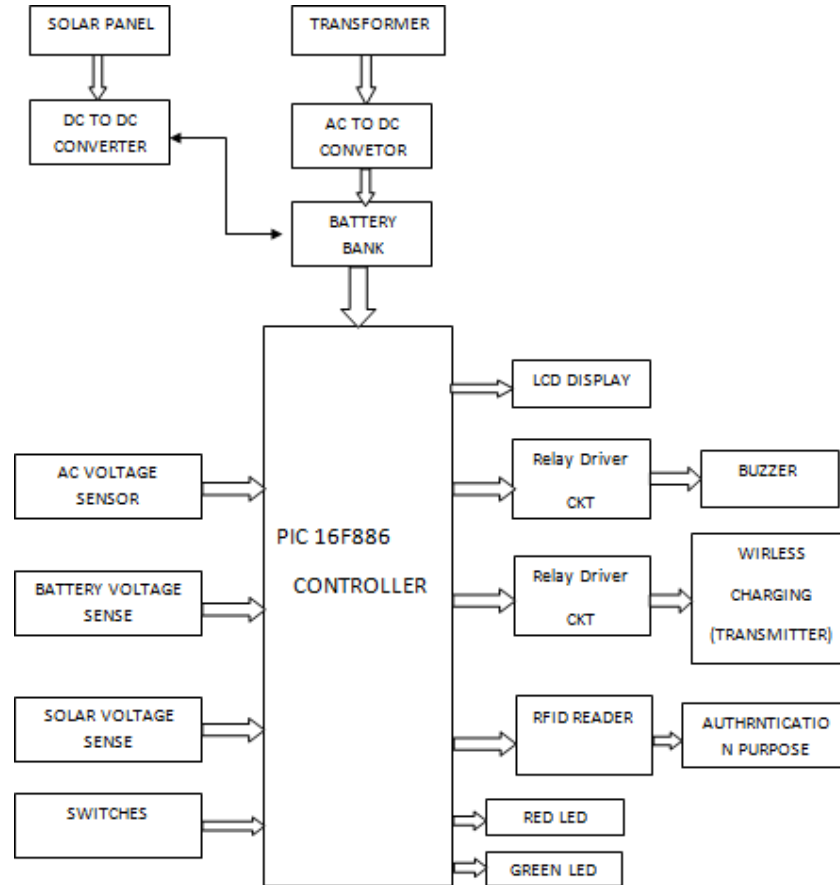 SOLAR PANEL
TRANSFORMER
DC TO DC
CONVERTER
AC TO DC
CONVETOR
BATTERY
BANK
LCD DISPLAY
AC VOLTAGE
SENSOR
Relay Driver
CKT
BUZZER
PIC 16F886
CONTROLLER
BATTERY VOLTAGE
SENSE
Relay Driver
CKT
WIRLESS
CHARGING
(TRANSMITTER)
SOLAR VOLTAGE
SENSE
RFID READER
AUTHRNTICATIO
N PURPOSE
SWITCHES
RED LED
GREEN LED